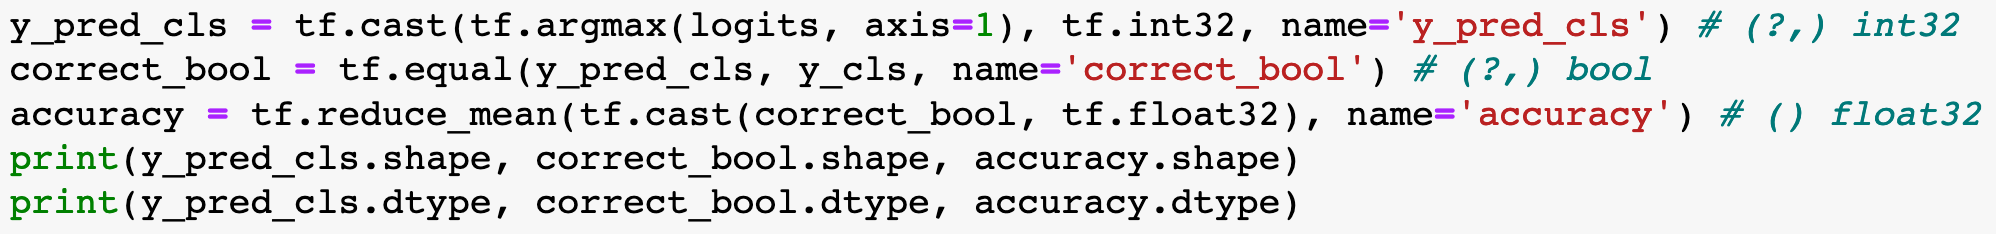 y_pred_cls = tf.cast(tf.argmax(logits, axis=1), tf.int32, name='y_pred_cls') # (?,) int32
correct_bool = tf.equal(y_pred_cls, y_cls, name='correct_bool') # (?,) bool
accuracy = tf.reduce_mean(tf.cast(correct_bool, tf.float32), name='accuracy') # () float32
print(y_pred_cls.shape, correct_bool.shape, accuracy.shape)
print(y_pred_cls.dtype, correct_bool.dtype, accuracy.dtype)